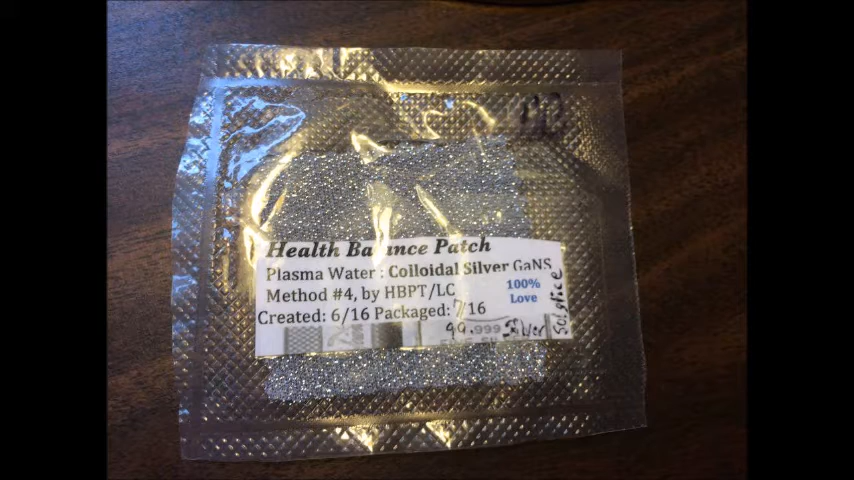 Health Balance Patch
Plasma Water : Colloidal Silver GaNS
Method #4, by HBPT/LC
100%
Love
Created: 6/16 Packaged: 7/16
99.999 Silver
Solstice